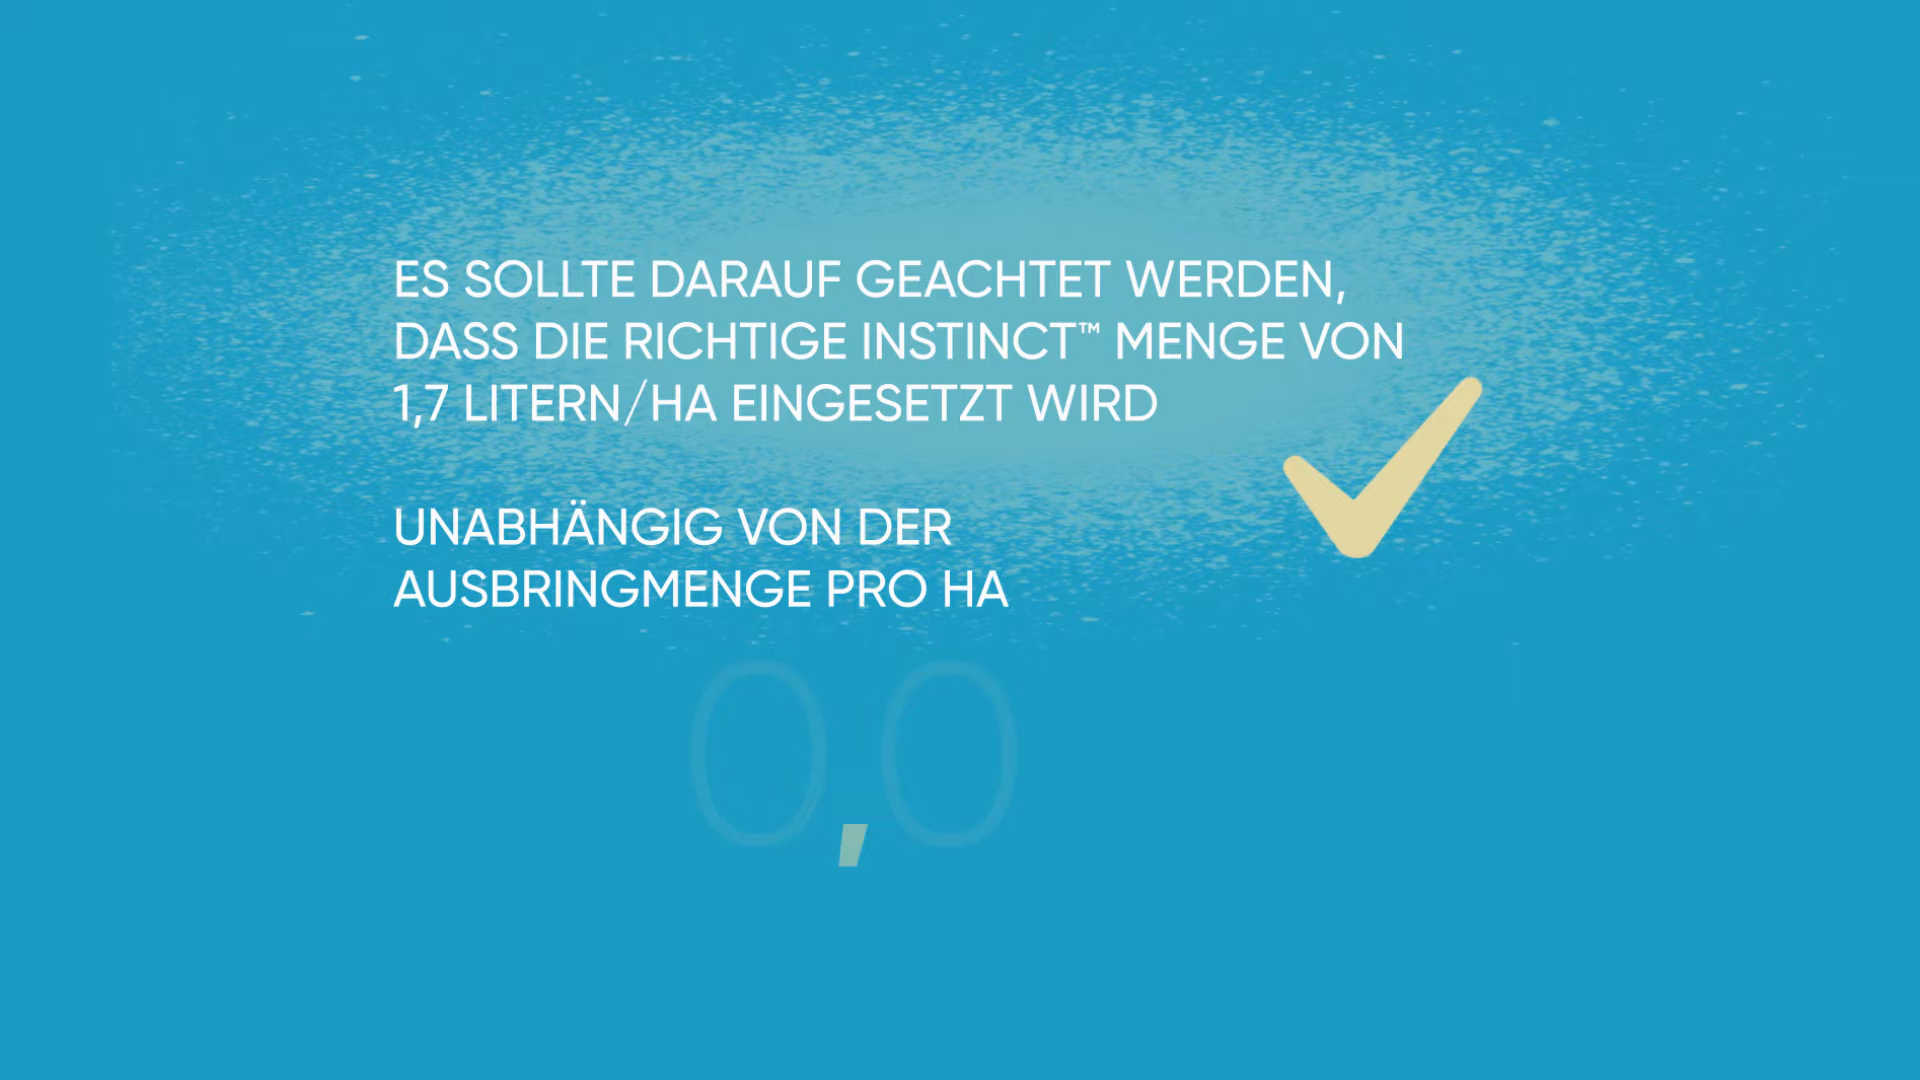 ES SOLLTE DARAUF GEACHTET WERDEN,
DASS DIE RICHTIGE INSTINCT™ MENGE VON
1,7 LITERN/HA EINGESETZT WIRD
UNABHÄNGIG VON DER
AUSBRINGMENGE PRO HA
0,0